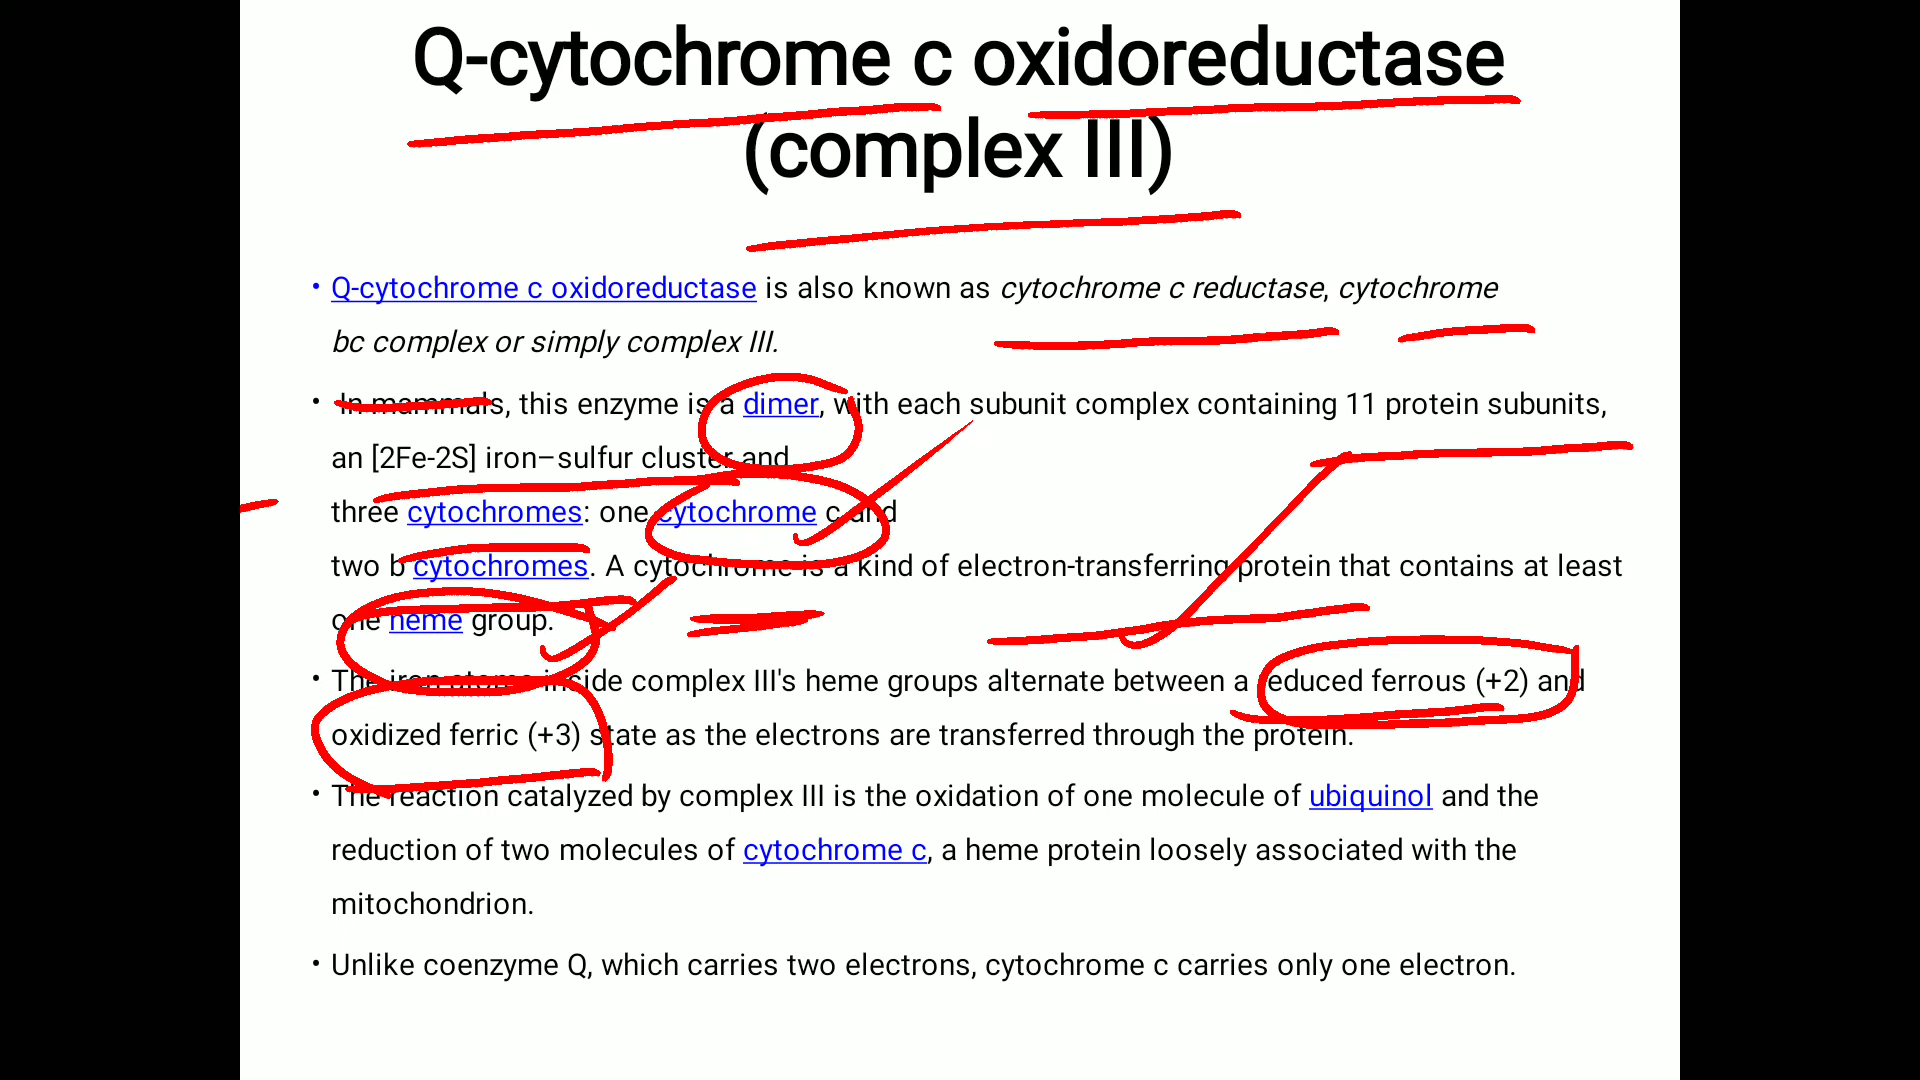 Q-cytochrome c oxidoreductase
(complex III)
• Q-cytochrome c oxidoreductase is also known as cytochrome c reductase, cytochrome
bc complex or simply complex III.
• In mammals, this enzyme is a dimer, with each subunit complex containing 11 protein subunits,
an [2Fe-2S] iron–sulfur cluster and
three cytochromes: one cytochrome c and
two b cytochromes. A cytochrome is a kind of electron-transferring protein that contains at least
one heme group.
• The iron atoms inside complex III's heme groups alternate between a reduced ferrous (+2) and
oxidized ferric (+3) state as the electrons are transferred through the protein.
• The reaction catalyzed by complex III is the oxidation of one molecule of ubiquinol and the
reduction of two molecules of cytochrome c, a heme protein loosely associated with the
mitochondrion.
• Unlike coenzyme Q, which carries two electrons, cytochrome c carries only one electron.